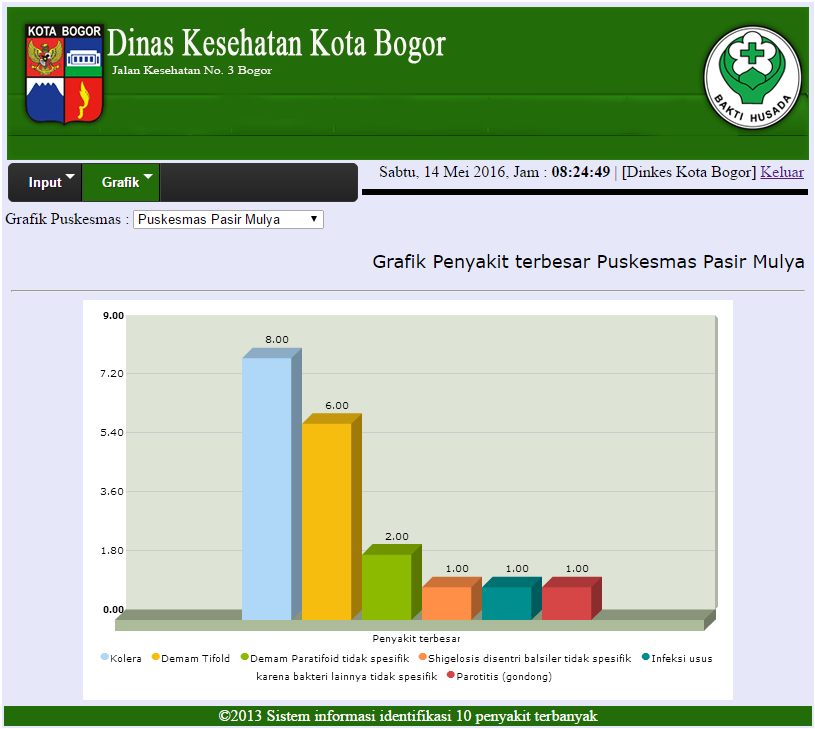 KOTA BOGOR
Dinas Kesehatan Kota Bogor
Jalan Kesehatan No. 3 Bogor
BAKTI HUSADA
Input Grafik
Sabtu, 14 Mei 2016, Jam : 08:24:49 | [Dinkes Kota Bogor] Keluar
Grafik Puskesmas : Puskesmas Pasir Mulya
Grafik Penyakit terbesar Puskesmas Pasir Mulya
9.00
8.00
7.20
6.00
5.40
3.60
2.00
1.80
1.00 1.00 1.00
0.00
Penyakit terbesar
Kolera Demam Tifold Demam Paratifoid tidak spesifik Shigelosis disentri balsiler tidak spesifik Infeksi usus
karena bakteri lainnya tidak spesifik Parotitis (gondong)
©2013 Sistem informasi identifikasi 10 penyakit terbanyak